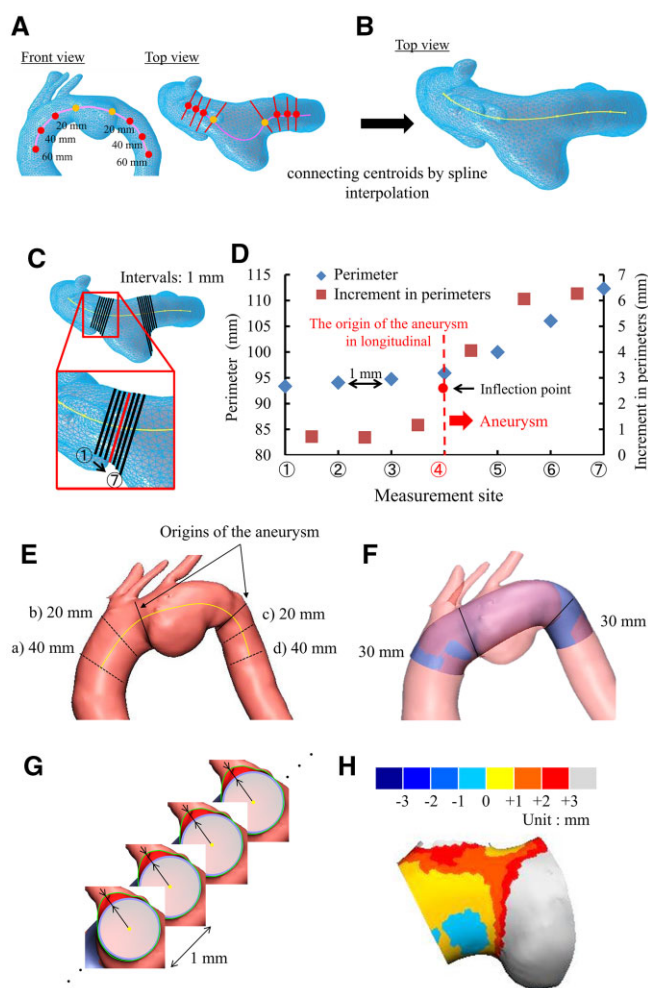 A
Front view
Top view
20 mm
20 mm
40 mm
40 mm
60 mm
60 mm
B
Top view
connecting centroids by spline
interpolation
C
Intervals: 1 mm
①
⑦
D
Perimeter
Increment in perimeters
The origin of the aneurysm
in longitudinal
1 mm
Inflection point
Aneurysm
115
110
105
100
95
90
85
80
Perimeter (mm)
7
6
5
4
3
2
1
0
Increment in perimeters (mm)
① ② ③ ④ ⑤ ⑥ ⑦
Measurement site
E
Origins of the aneurysm
b) 20 mm
c) 20 mm
a) 40 mm
d) 40 mm
F
30 mm
30 mm
G
1 mm
H
-3 -2 -1 0 +1 +2 +3
Unit : mm